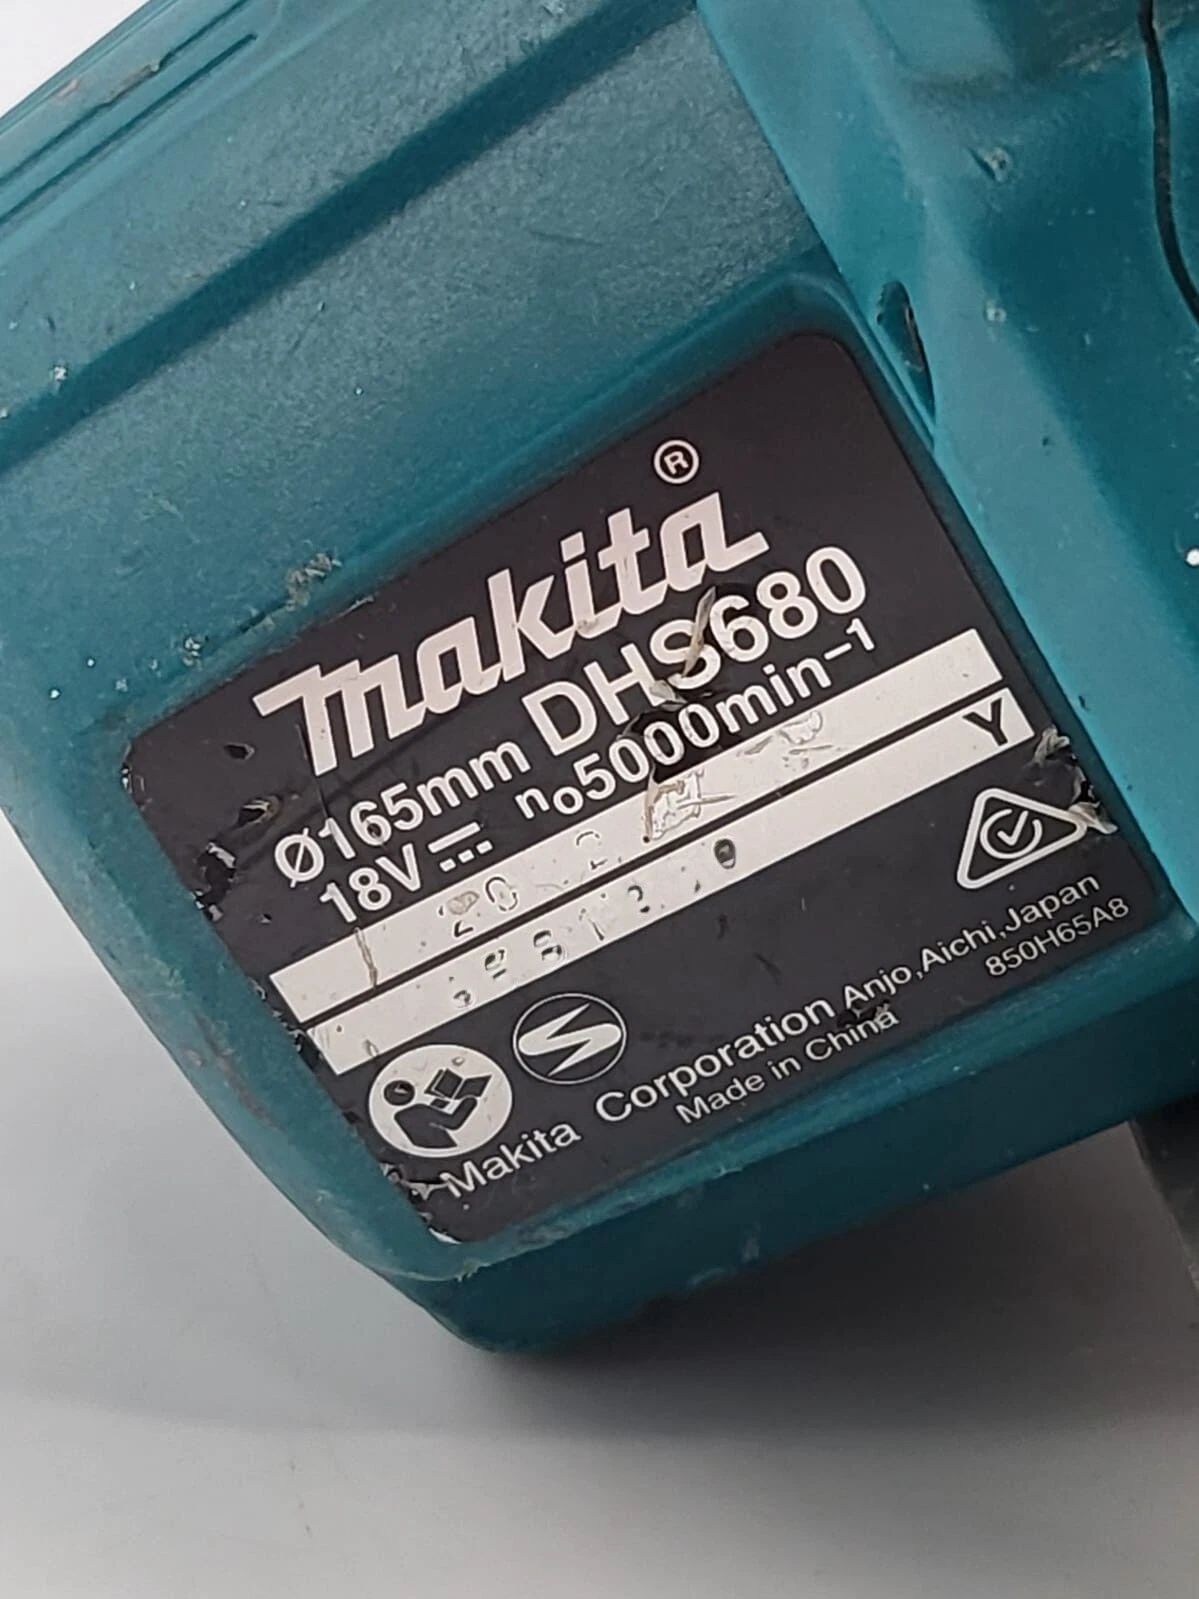 makita®
ø165mm DHS680
18V n₀5000min⁻¹
Y
Makita Corporation Anjo,Aichi,Japan
Made in China 850H65A8